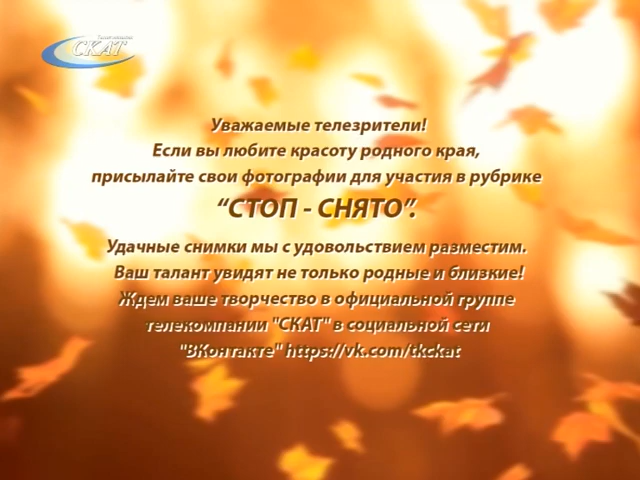 Телекомпания
СКАТ
Уважаемые телезрители!
Если вы любите красоту родного края,
присылайте свои фотографии для участия в рубрике
“СТОП - СНЯТО”.
Удачные снимки мы с удовольствием разместим.
Ваш талант увидят не только родные и близкие!
Ждем ваше творчество в официальной группе
телекомпании "СКАТ" в социальной сети
"ВКонтакте" https://vk.com/tkckat